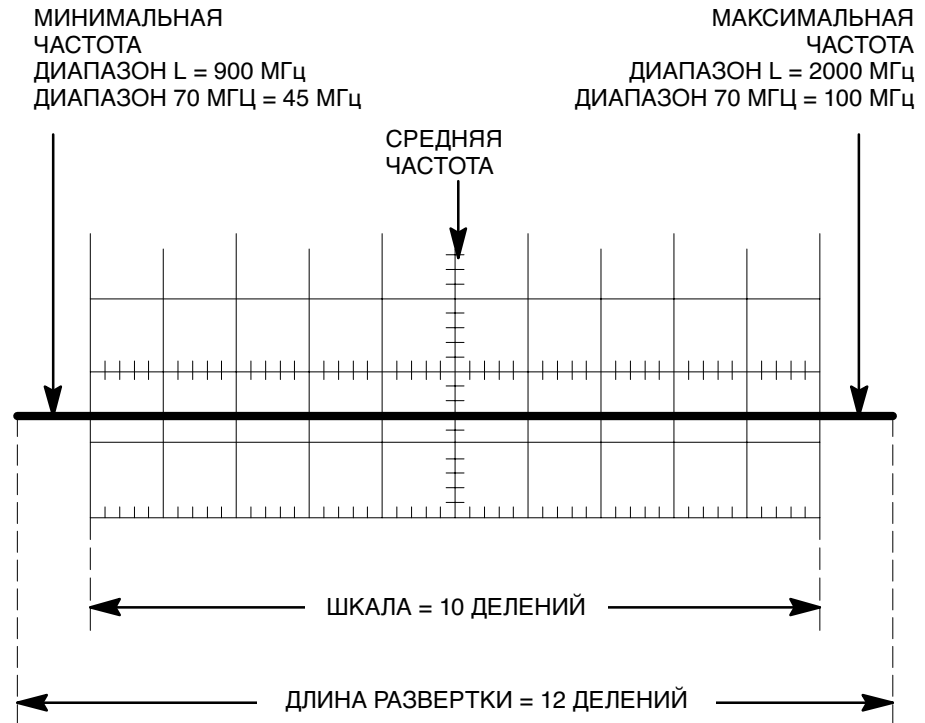 МИНИМАЛЬНАЯ
ЧАСТОТА
ДИАПАЗОН L = 900 МГц
ДИАПАЗОН 70 МГЦ = 45 МГц
МАКСИМАЛЬНАЯ
ЧАСТОТА
ДИАПАЗОН L = 2000 МГц
ДИАПАЗОН 70 МГЦ = 100 МГц
СРЕДНЯЯ
ЧАСТОТА
ШКАЛА = 10 ДЕЛЕНИЙ
ДЛИНА РАЗВЕРТКИ = 12 ДЕЛЕНИЙ